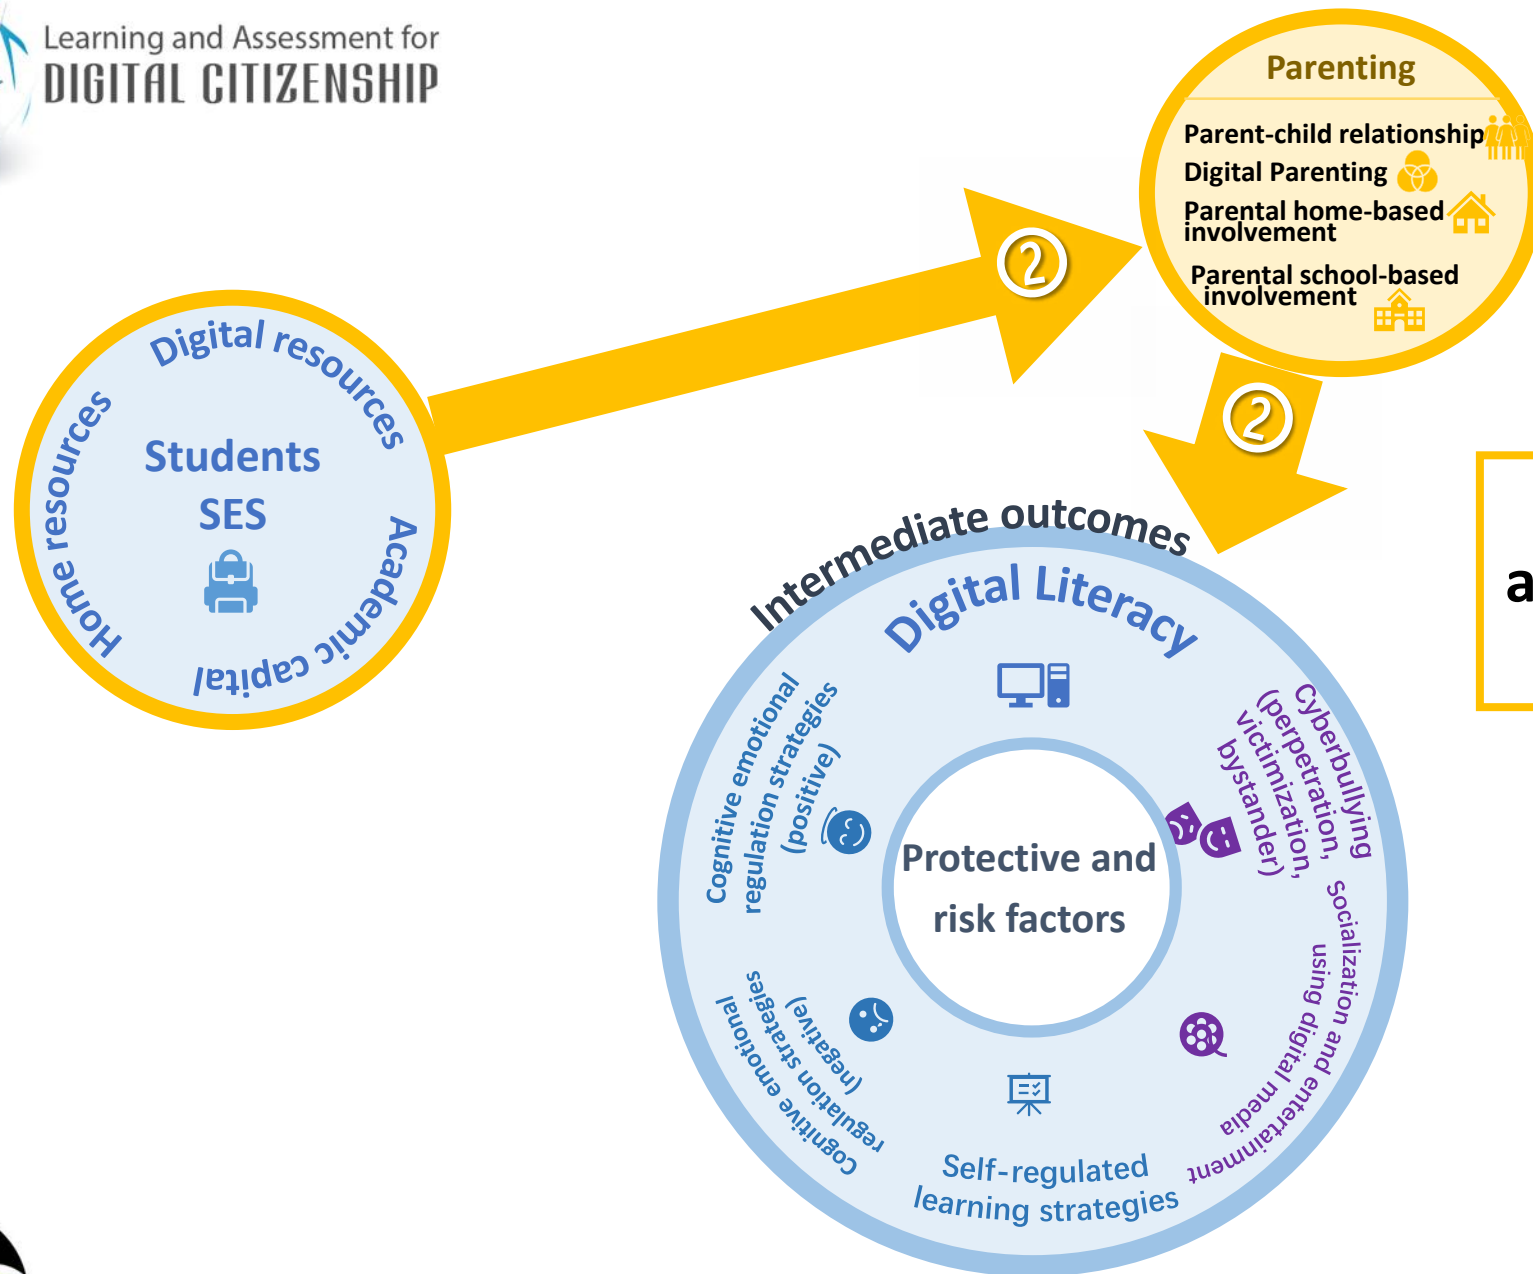 Learning and Assessment for
DIGITAL CITIZENSHIP
Parenting
Parent-child relationship
Digital Parenting
Parental home-based
involvement
Parental school-based
involvement
2
2
Digital resources
Home resources
Academic capital
Students
SES
Intermediate outcomes
Digital Literacy
Cognitive emotional
regulation strategies
(positive)
Cyberbullying
(perpetration,
victimization,
bystander)
Protective and
risk factors
Cognitive emotional
regulation strategies
(negative)
Socialization and entertainment
using digital media
Self-regulated
learning strategies
a